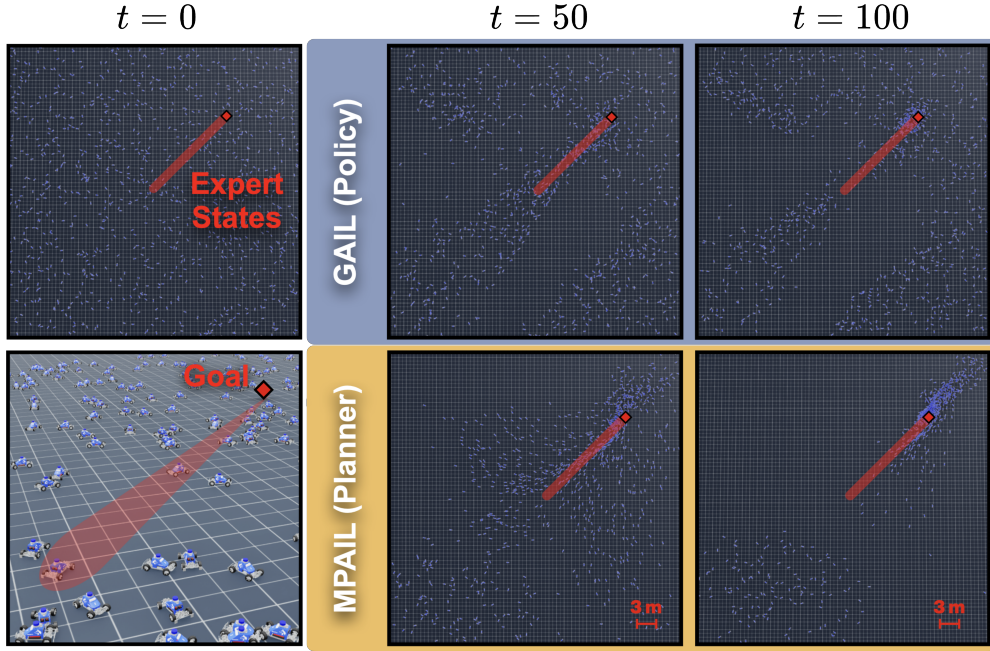 t = 0
t = 50
t = 100
Expert
States
GAIL (Policy)
Goal
MPAIL (Planner)
3 m
3 m